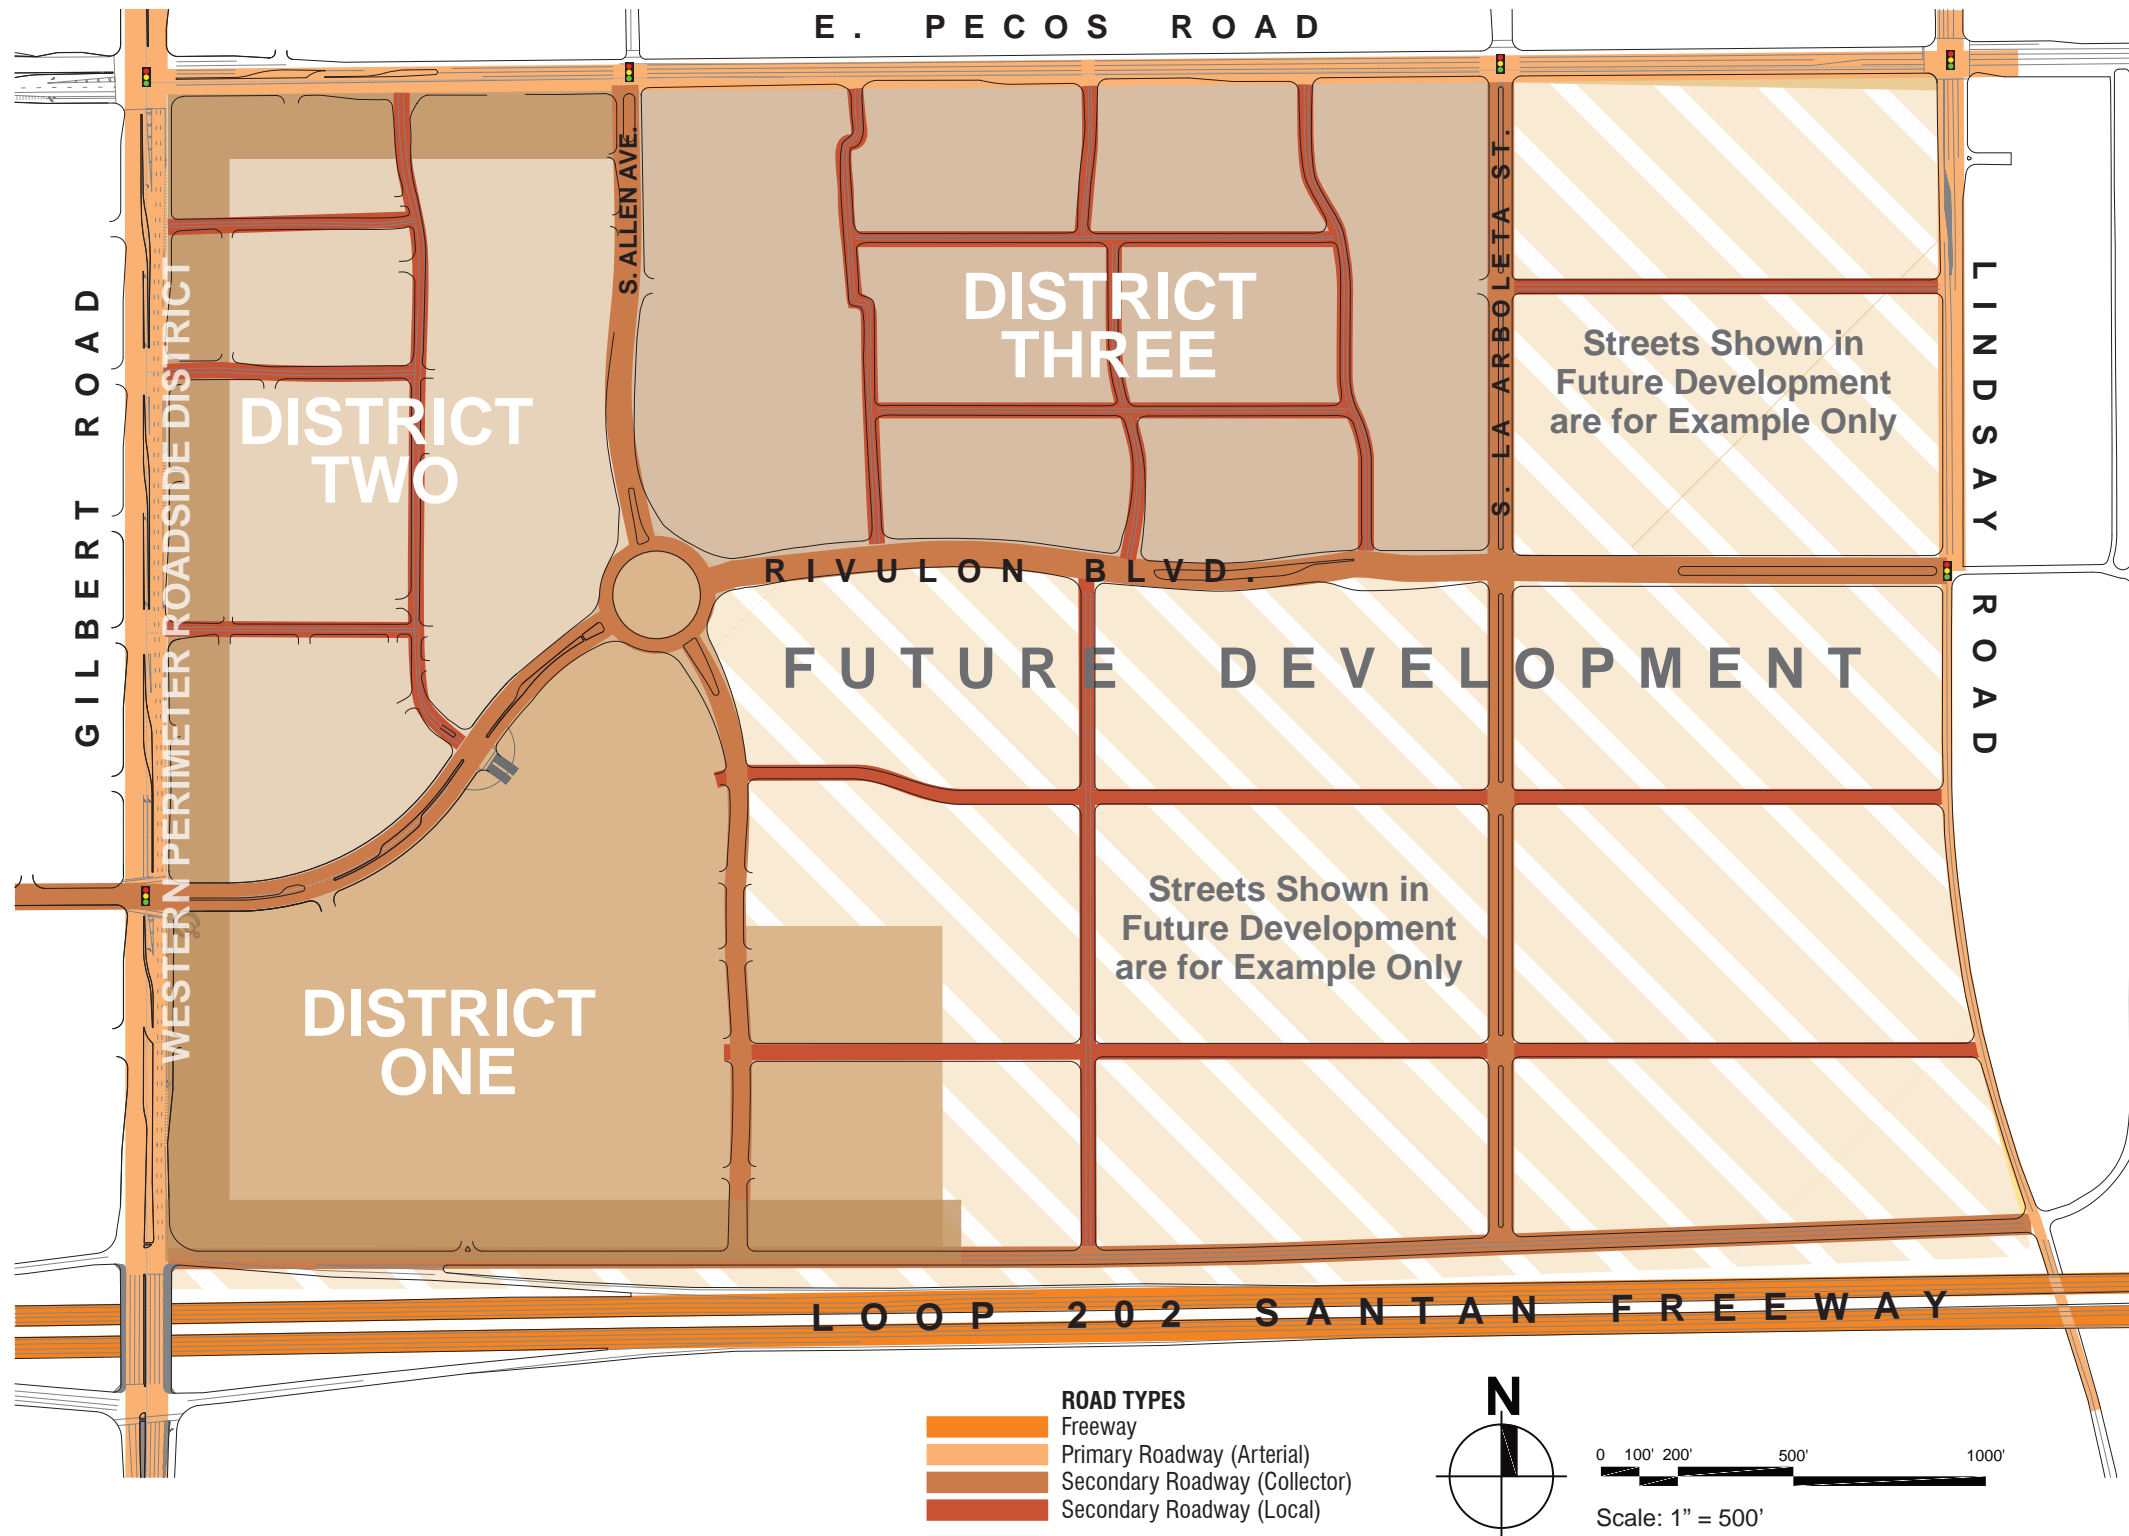 E. PECOS ROAD
S. ALLEN AVE.
S. LA ARBOLETA ST.
GILBERT ROAD
WESTERN PERIMETER ROADSIDE DISTRICT
LINDSAY ROAD
DISTRICT
THREE
Streets Shown in
Future Development
are for Example Only
DISTRICT
TWO
RIVULON BLVD.
FUTURE DEVELOPMENT
Streets Shown in
Future Development
are for Example Only
DISTRICT
ONE
LOOP 202 SANTAN FREEWAY
ROAD TYPES
Freeway
Primary Roadway (Arterial)
Secondary Roadway (Collector)
Secondary Roadway (Local)
N
0 100' 200' 500' 1000'
Scale: 1” = 500’